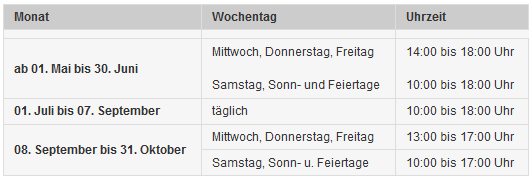 Monat Wochentag Uhrzeit
ab 01. Mai bis 30. Juni Mittwoch, Donnerstag, Freitag 14:00 bis 18:00 Uhr
Samstag, Sonn- und Feiertage 10:00 bis 18:00 Uhr
01. Juli bis 07. September täglich 10:00 bis 18:00 Uhr
08. September bis 31. Oktober Mittwoch, Donnerstag, Freitag 13:00 bis 17:00 Uhr
Samstag, Sonn- u. Feiertage 10:00 bis 17:00 Uhr